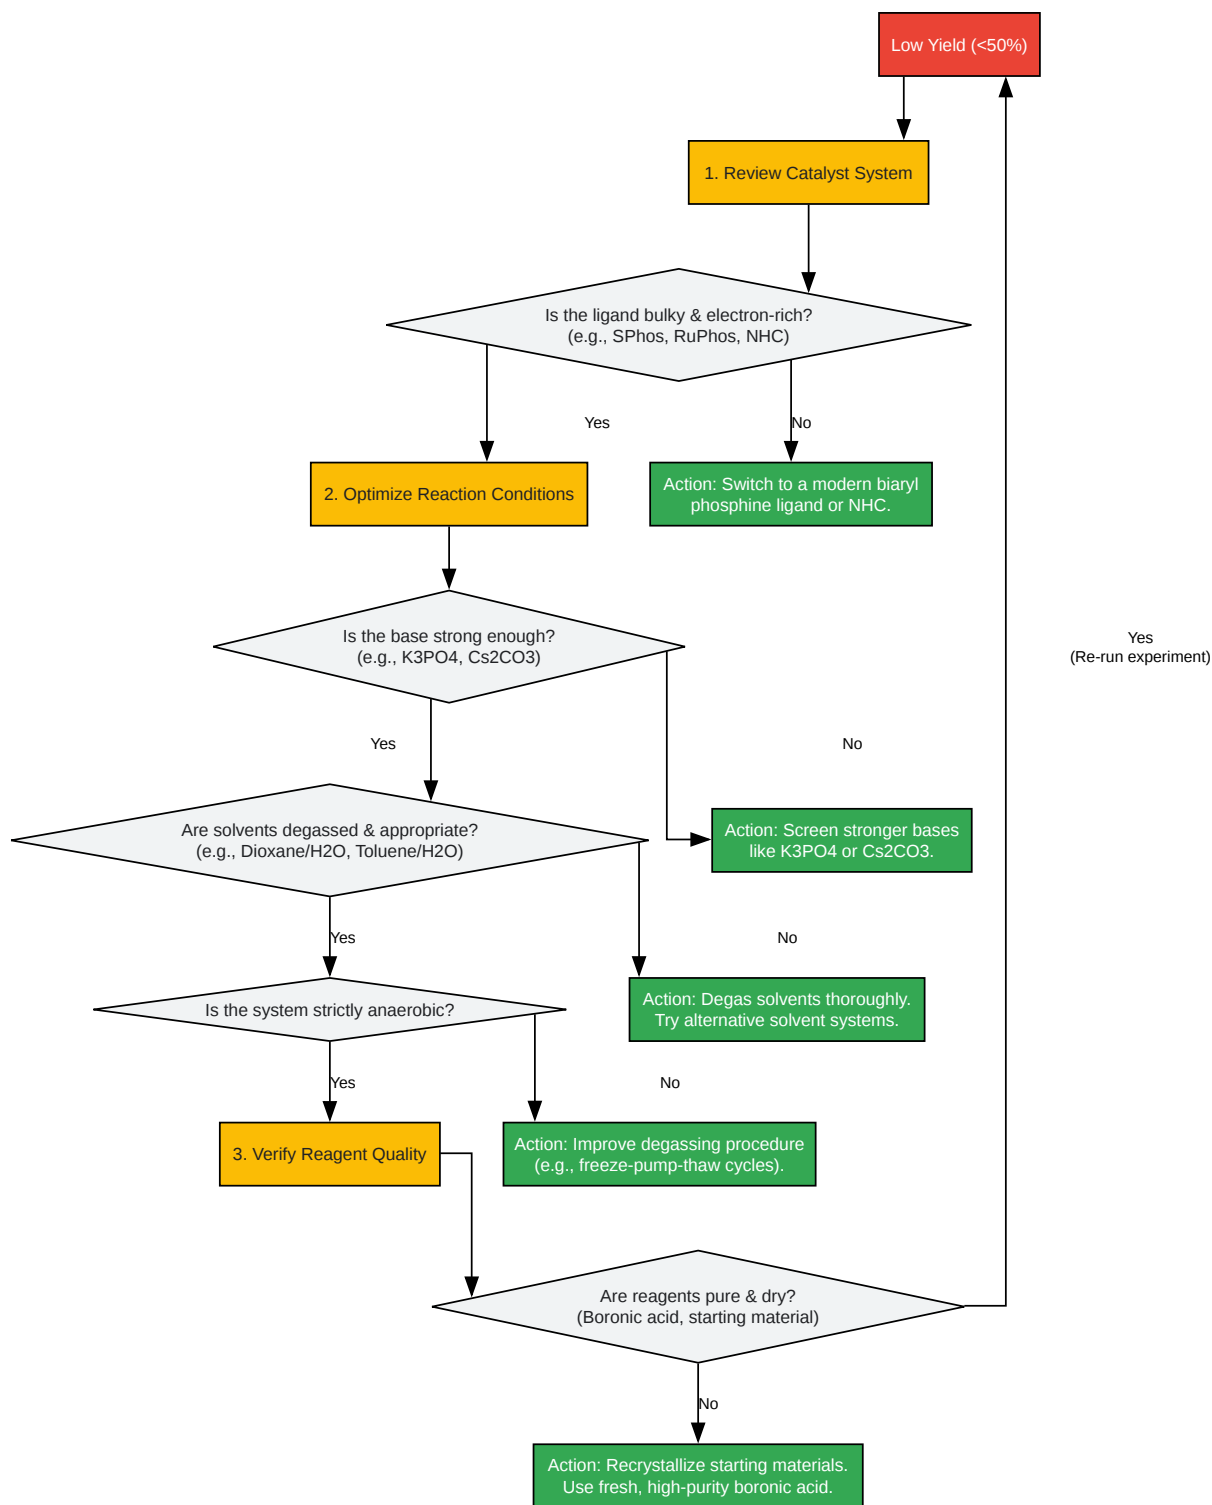 Low Yield (<50%)
1. Review Catalyst System
Is the ligand bulky & electron-rich?
(e.g., SPhos, RuPhos, NHC)
Yes
No
2. Optimize Reaction Conditions
Action: Switch to a modern biaryl
phosphine ligand or NHC.
Is the base strong enough?
(e.g., K3PO4, Cs2CO3)
Yes
(Re-run experiment)
Yes
No
Are solvents degassed & appropriate?
(e.g., Dioxane/H2O, Toluene/H2O)
Action: Screen stronger bases
like K3PO4 or Cs2CO3.
Yes
No
Is the system strictly anaerobic?
Action: Degas solvents thoroughly.
Try alternative solvent systems.
Yes
No
3. Verify Reagent Quality
Action: Improve degassing procedure
(e.g., freeze-pump-thaw cycles).
Are reagents pure & dry?
(Boronic acid, starting material)
No
Action: Recrystallize starting materials.
Use fresh, high-purity boronic acid.